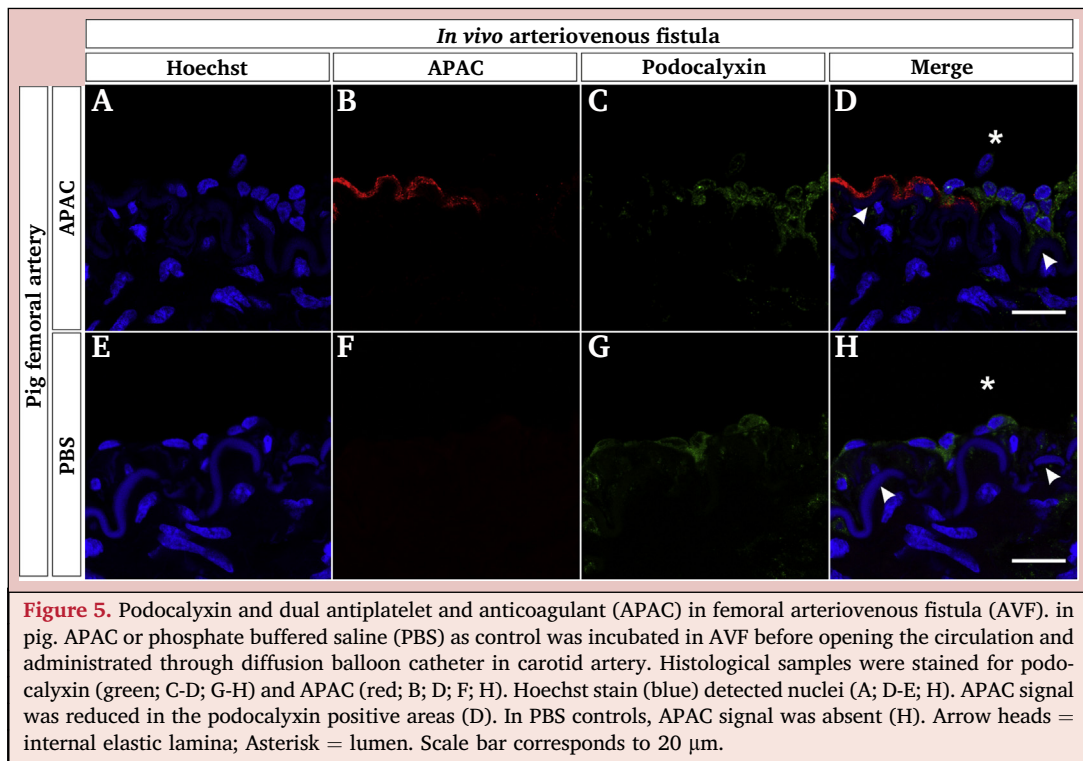 In vivo arteriovenous fistula
Hoechst APAC Podocalyxin Merge
Pig femoral artery
APAC
A B C D *
PBS
E F G H *
Figure 5. Podocalyxin and dual antiplatelet and anticoagulant (APAC) in femoral arteriovenous fistula (AVF). in
pig. APAC or phosphate buffered saline (PBS) as control was incubated in AVF before opening the circulation and
administrated through diffusion balloon catheter in carotid artery. Histological samples were stained for podo-
calyxin (green; C-D; G-H) and APAC (red; B; D; F; H). Hoechst stain (blue) detected nuclei (A; D-E; H). APAC signal
was reduced in the podocalyxin positive areas (D). In PBS controls, APAC signal was absent (H). Arrow heads =
internal elastic lamina; Asterisk = lumen. Scale bar corresponds to 20 μm.